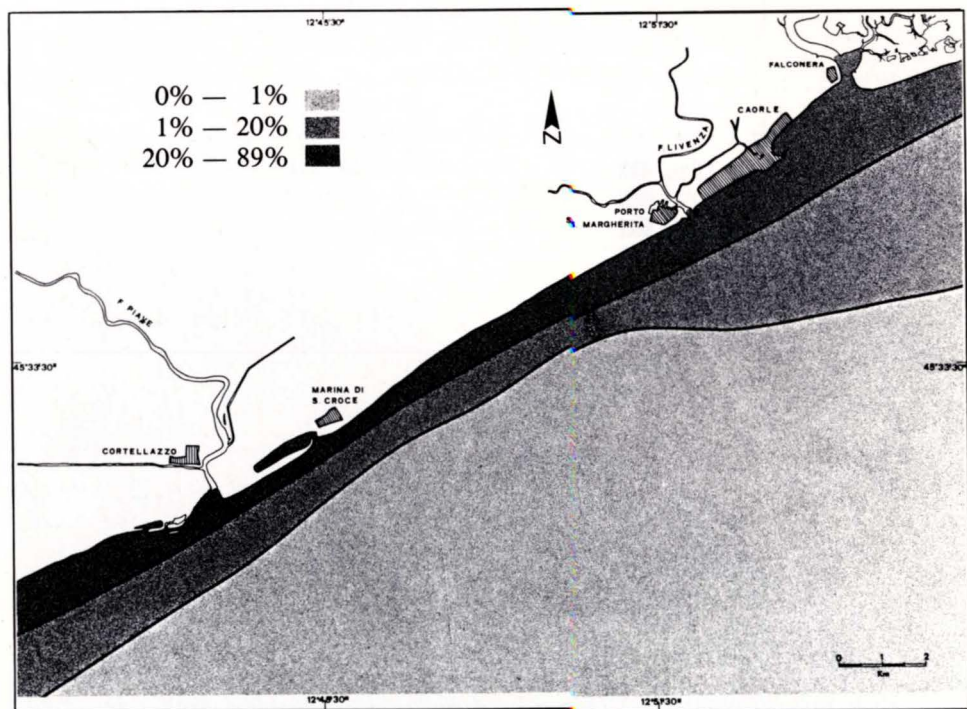 12°45'30"
12°51'30"
FALCONERA
0% — 1%
1% — 20%
20% — 89%
CAORLE
N
F. LIVENZA
PORTO
MARGHERITA
F. PIAVE
45°33'30"
45°33'30"
MARINA DI
S. CROCE
CORTELLAZZO
0 1 2
Km
12°45'30"
12°51'30"